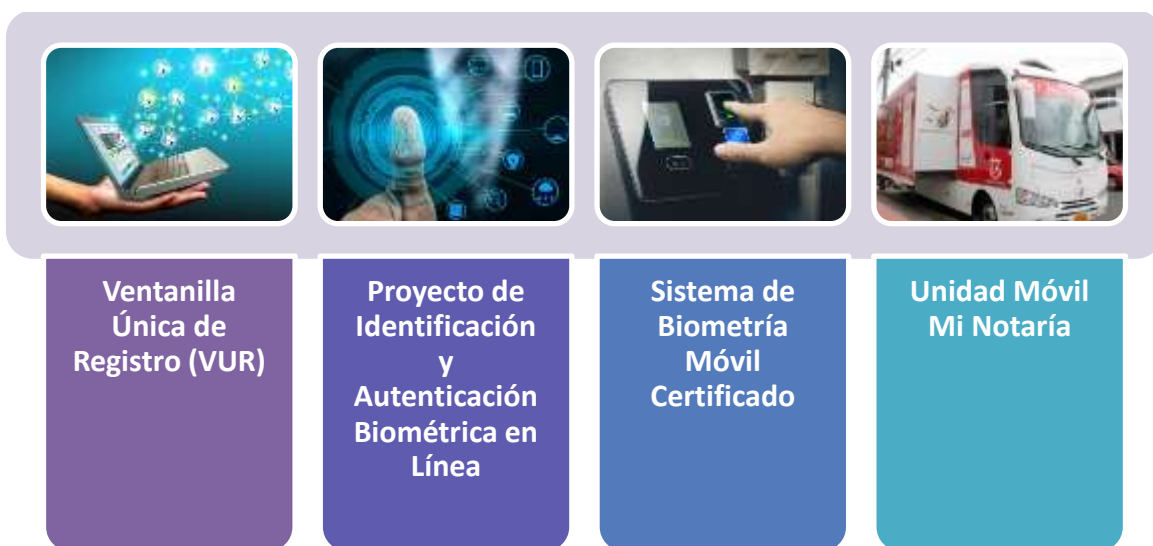 Ventanilla
Única de
Registro (VUR)
Proyecto de
Identificación
y
Autenticación
Biométrica en
Línea
Sistema de
Biometría
Móvil
Certificado
Unidad Móvil
Mi Notaría